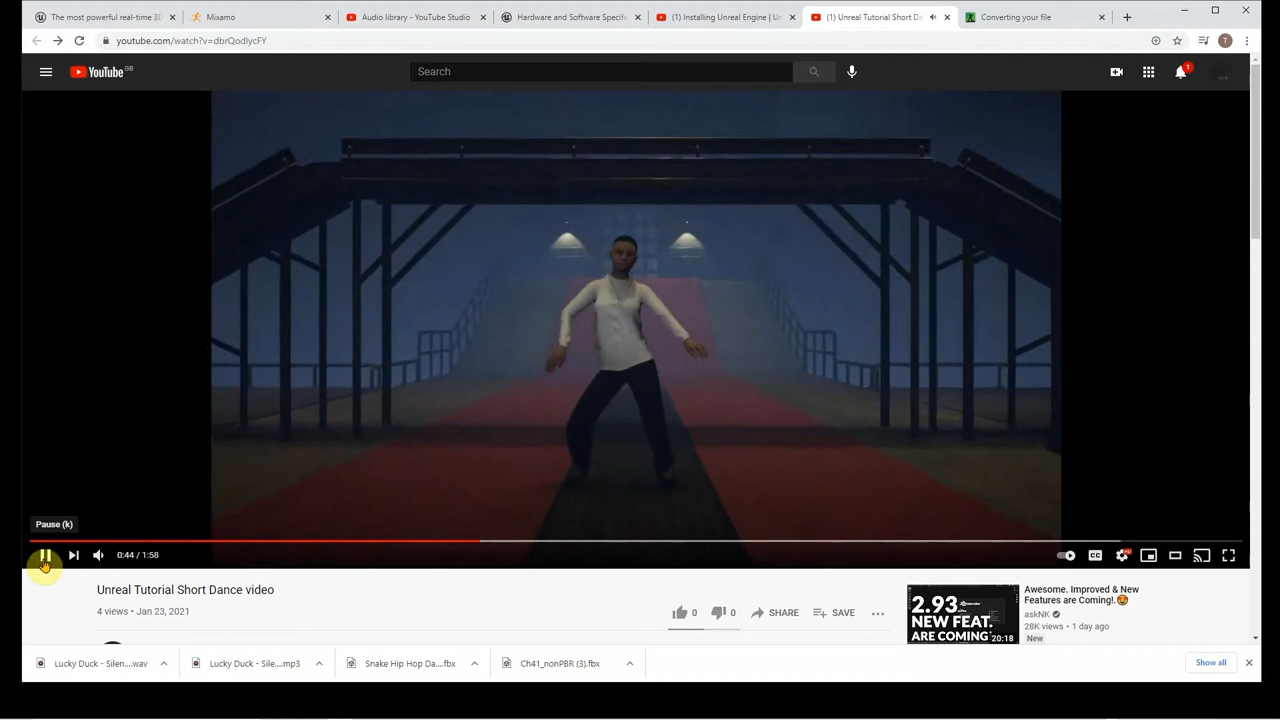 The most powerful real-time 3D
Mixamo
Audio library - YouTube Studio
Hardware and Software Specific
(1) Installing Unreal Engine | Un
(1) Unreal Tutorial Short Da
Converting your file
youtube.com/watch?v=dbrQodlycFY
T
YouTube GB
Search
1
Pause (k)
0:44 / 1:58
CC
HD
Unreal Tutorial Short Dance video
4 views • Jan 23, 2021
0
0
SHARE
SAVE
2.93
NEW FEAT.
ARE COMING
20:18
Awesome. Improved & New
Features are Coming!.
askNK
28K views • 1 day ago
New
Lucky Duck - Silen....wav
Lucky Duck - Sile....mp3
Snake Hip Hop Da....fbx
Ch41_nonPBR (3).fbx
Show all